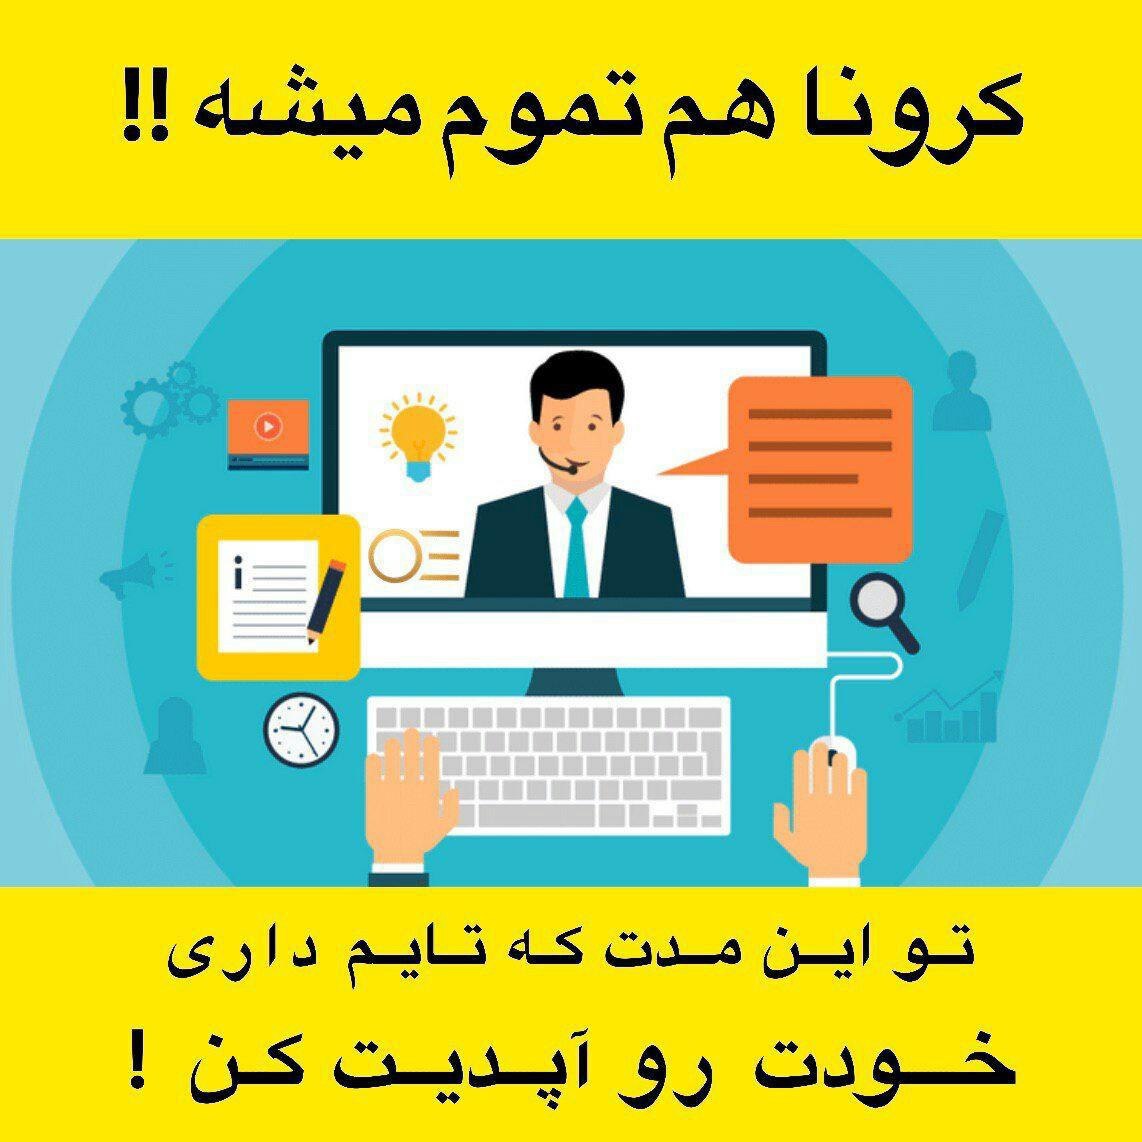 کرونا هم تموم میشه !!
i
تو این مدت که تایم داری
خودت رو آپدیت کن !